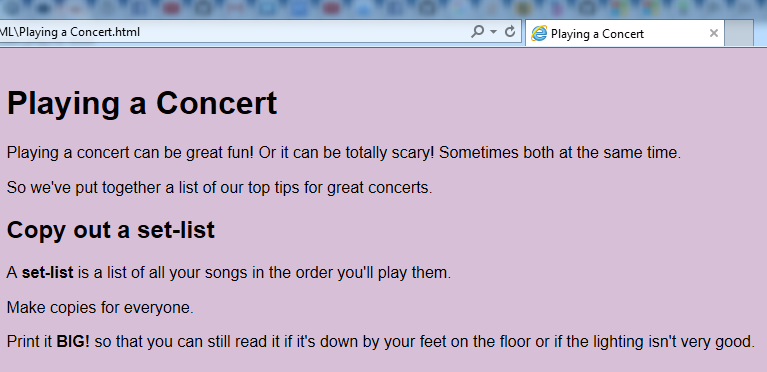 ML\Playing a Concert.html
Playing a Concert
Playing a Concert
Playing a concert can be great fun! Or it can be totally scary! Sometimes both at the same time.
So we've put together a list of our top tips for great concerts.
Copy out a set-list
A set-list is a list of all your songs in the order you'll play them.
Make copies for everyone.
Print it BIG! so that you can still read it if it's down by your feet on the floor or if the lighting isn't very good.